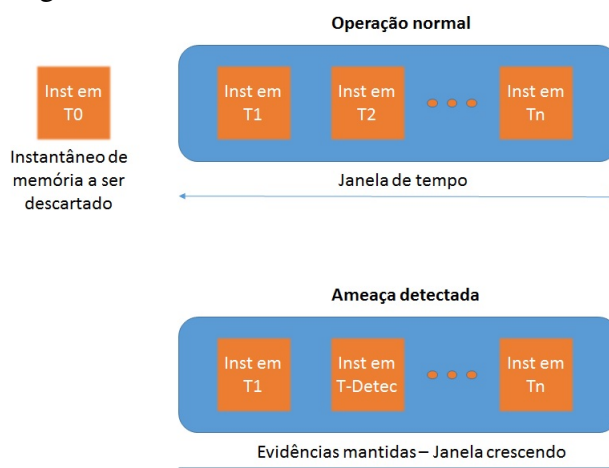 Operação normal
Inst em
T0
Inst em
T1
Inst em
T2
Inst em
Tn
Instantâneo de
memória a ser
descartado
Janela de tempo
Ameaça detectada
Inst em
T1
Inst em
T-Detec
Inst em
Tn
Evidências mantidas – Janela crescendo